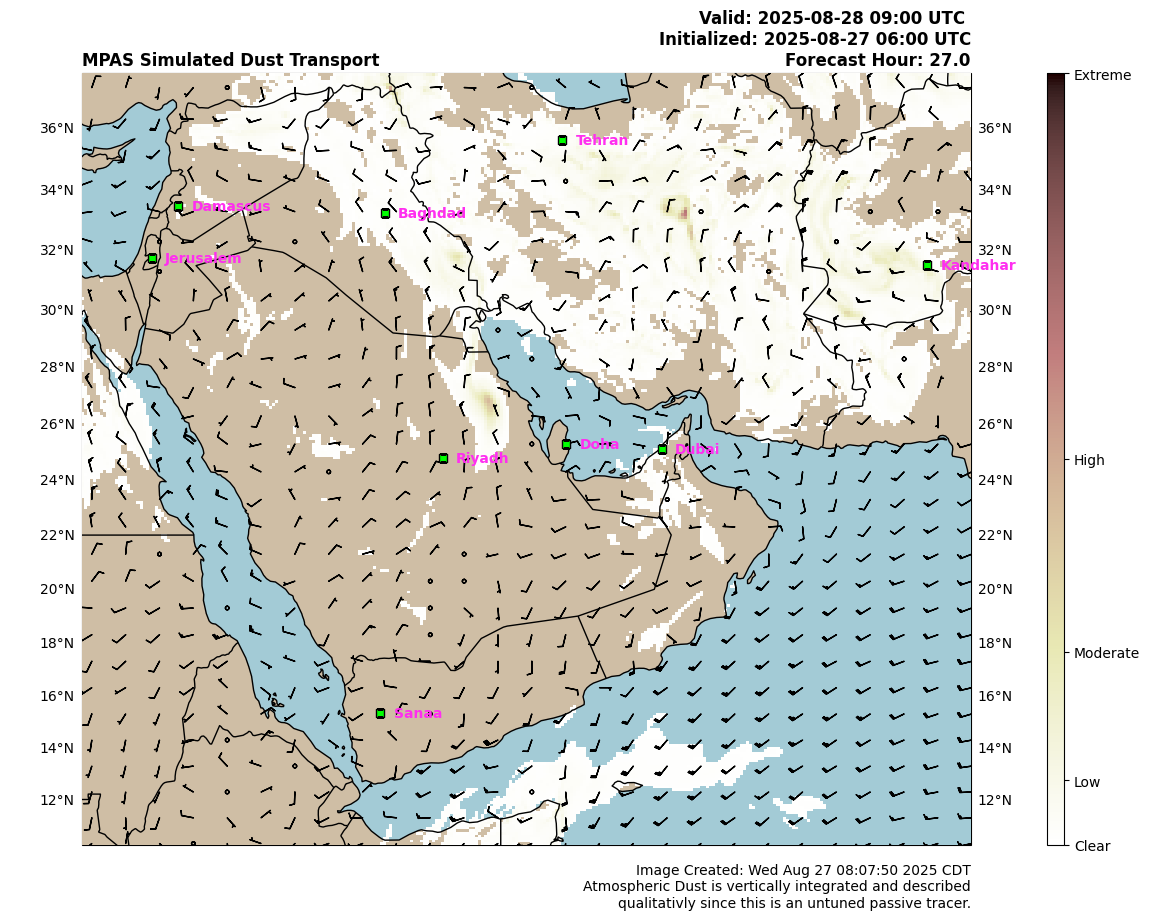 Valid: 2025-08-28 09:00 UTC
Initialized: 2025-08-27 06:00 UTC
MPAS Simulated Dust Transport Forecast Hour: 27.0
Extreme
36°N Tehran 36°N
34°N Damascus Baghdad 34°N
32°N Jerusalem Kandahar 32°N
30°N 30°N
28°N 28°N
26°N Doha Dubai 26°N
High
24°N Riyadh 24°N
22°N 22°N
20°N 20°N
18°N 18°N
Moderate
16°N Sanaa 16°N
14°N 14°N
Low
12°N 12°N
Clear
Image Created: Wed Aug 27 08:07:50 2025 CDT
Atmospheric Dust is vertically integrated and described
qualitativly since this is an untuned passive tracer.